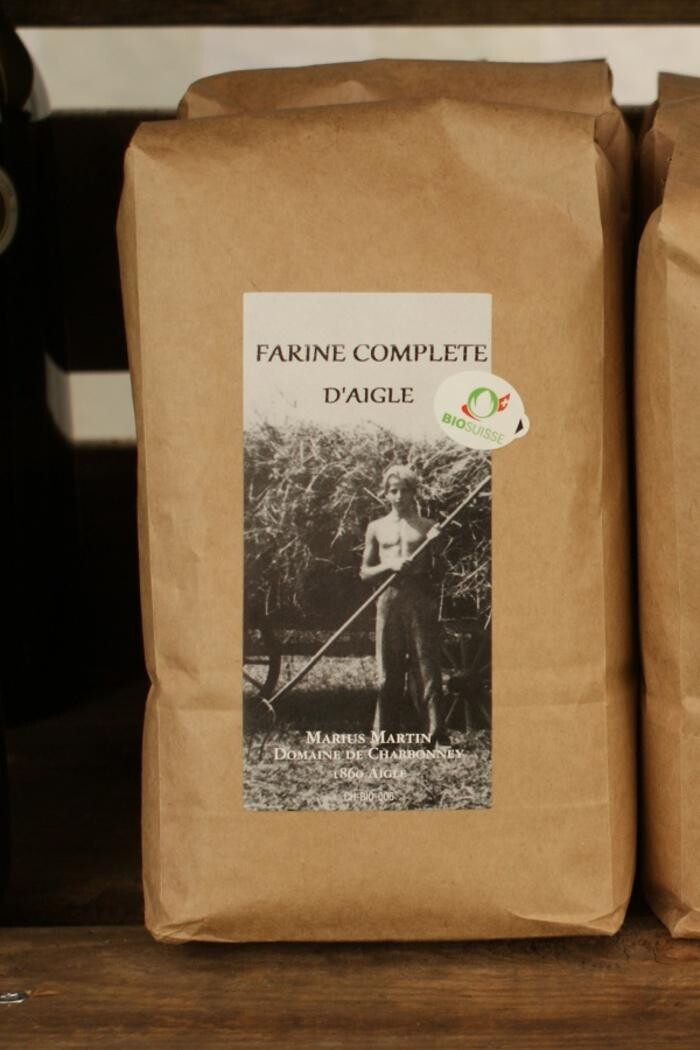 FARINE COMPLETE
D'AIGLE
BIOSUISSE
MARIUS MARTIN
DOMAINE DE CHARBONNEY
1860 AIGLE
CH-BIO-006